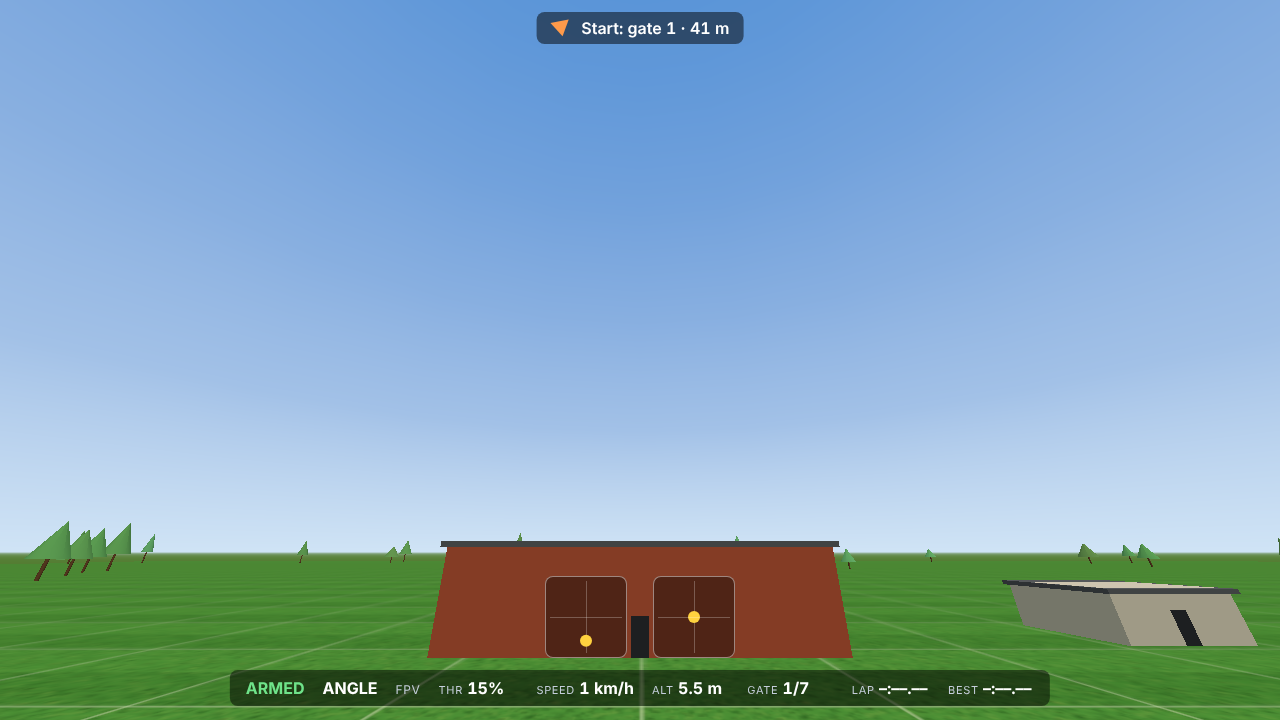 Start: gate 1 · 41 m
ARMED ANGLE FPV THR 15% SPEED 1 km/h ALT 5.5 m GATE 1/7 LAP –:––.–– BEST –:––.––